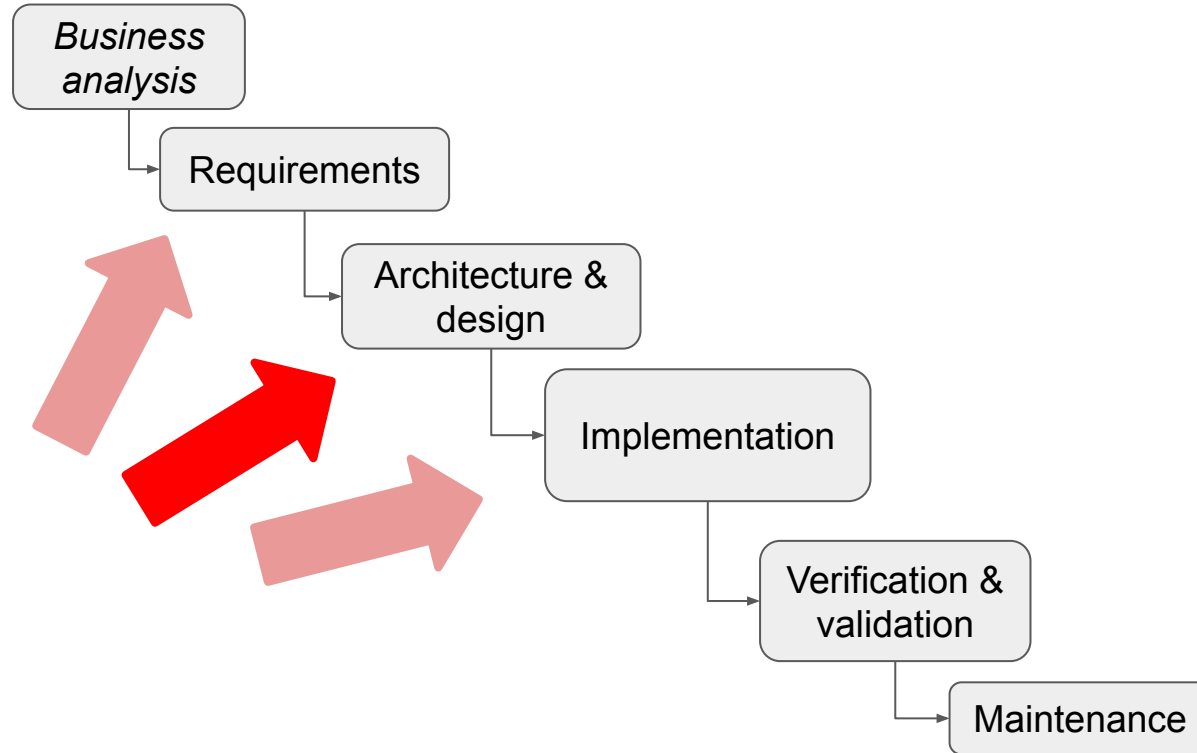 Business
analysis
Requirements
Architecture &
design
Implementation
Verification &
validation
Maintenance